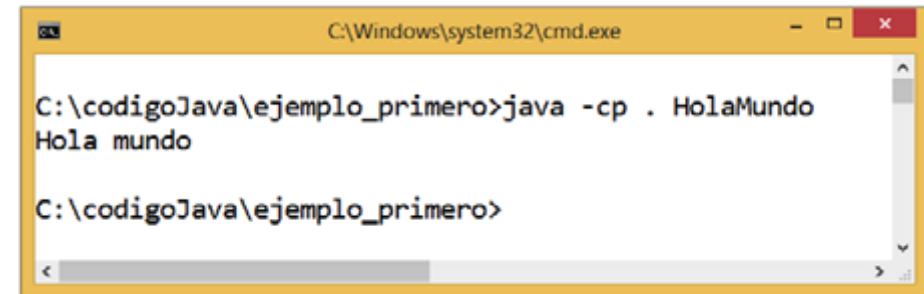 C:\Windows\system32\cmd.exe
C:\codigoJava\ejemplo_primero>java -cp . HolaMundo
Hola mundo
C:\codigoJava\ejemplo_primero>